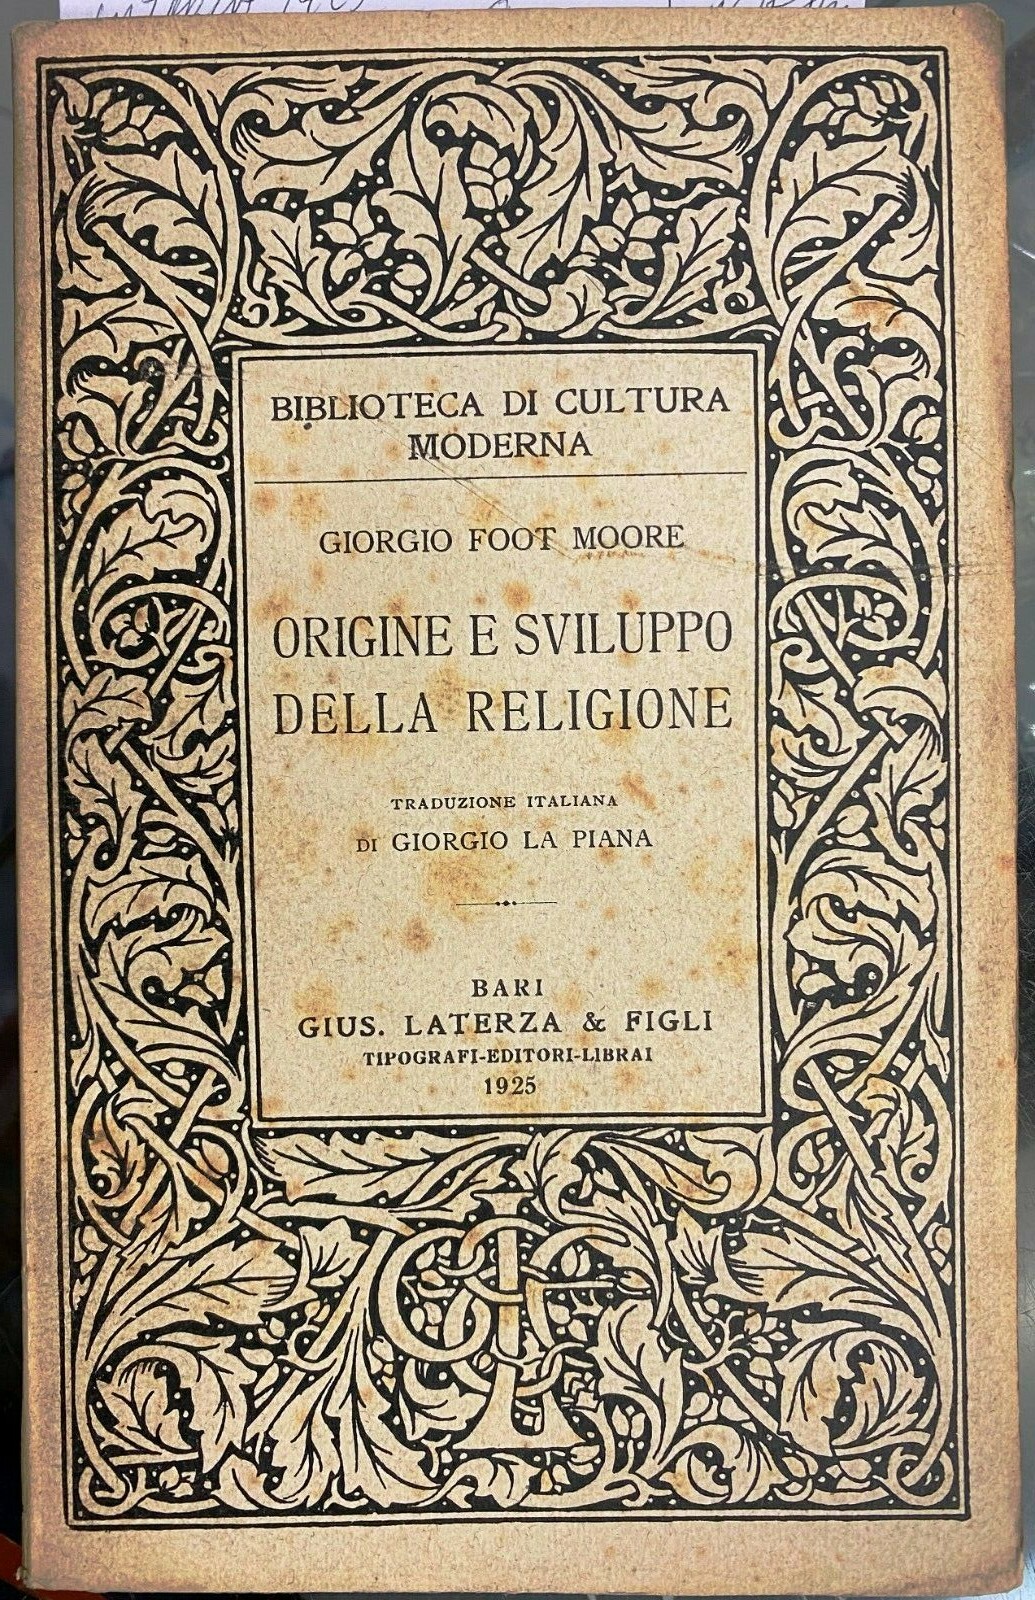 BIBLIOTECA DI CULTURA
MODERNA
GIORGIO FOOT MOORE
ORIGINE E SVILUPPO
DELLA RELIGIONE
TRADUZIONE ITALIANA
DI GIORGIO LA PIANA
BARI
GIUS. LATERZA & FIGLI
TIPOGRAFI-EDITORI-LIBRAI
1925